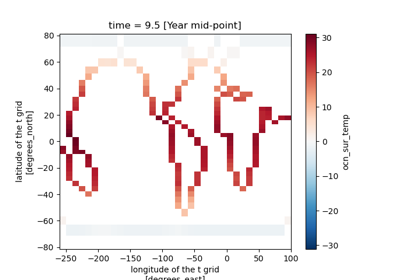 time = 9.5 [Year mid-point]
80
60
40
20
0
−20
−40
−60
−80
latitude of the t grid
[degrees_north]
−250 −200 −150 −100 −50 0 50 100
longitude of the t grid
[degrees_east]
30
20
10
0
−10
−20
−30
ocn_sur_temp